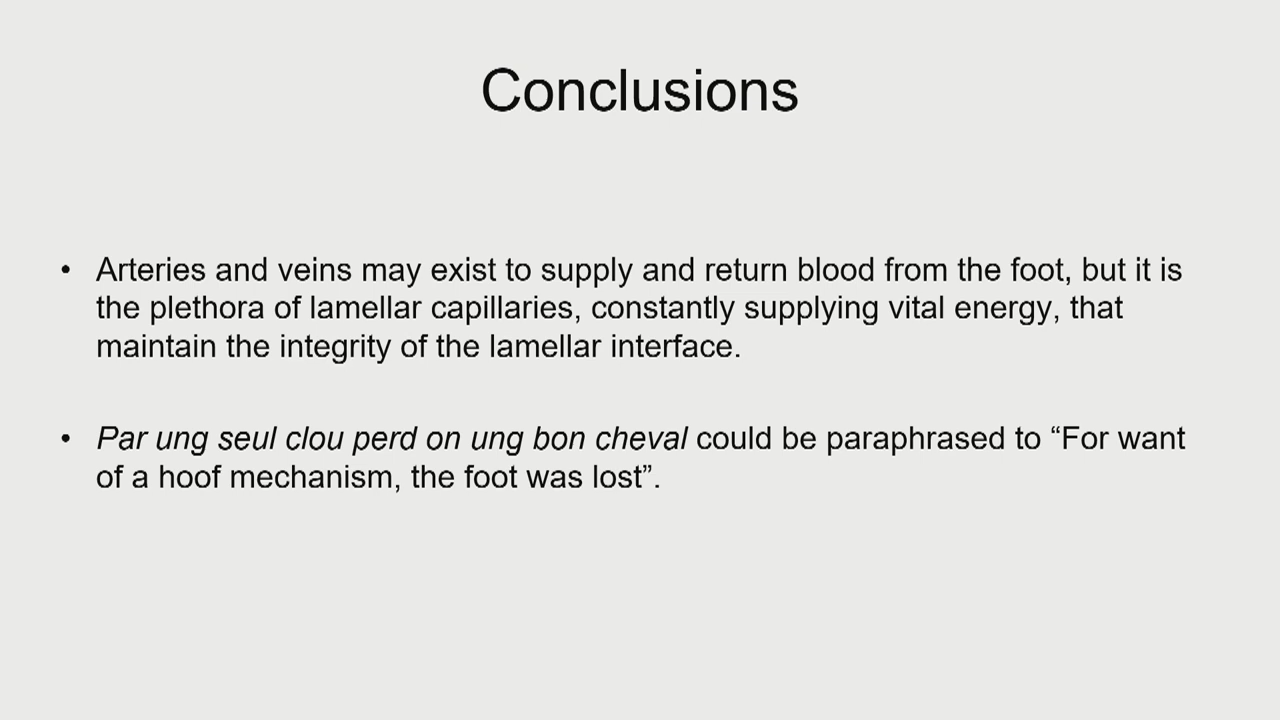 Conclusions
• Arteries and veins may exist to supply and return blood from the foot, but it is
the plethora of lamellar capillaries, constantly supplying vital energy, that
maintain the integrity of the lamellar interface.
• Par ung seul clou perd on ung bon cheval could be paraphrased to “For want
of a hoof mechanism, the foot was lost”.